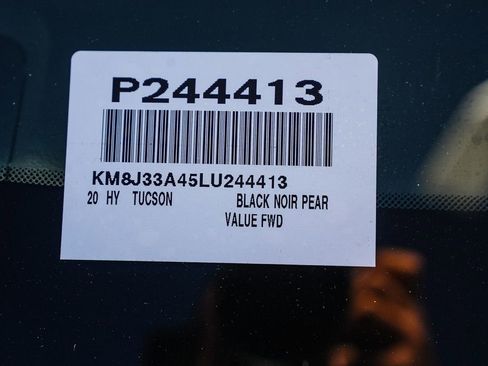 P244413
KM8J33A45LU244413
20 HY TUCSON BLACK NOIR PEAR
VALUE FWD